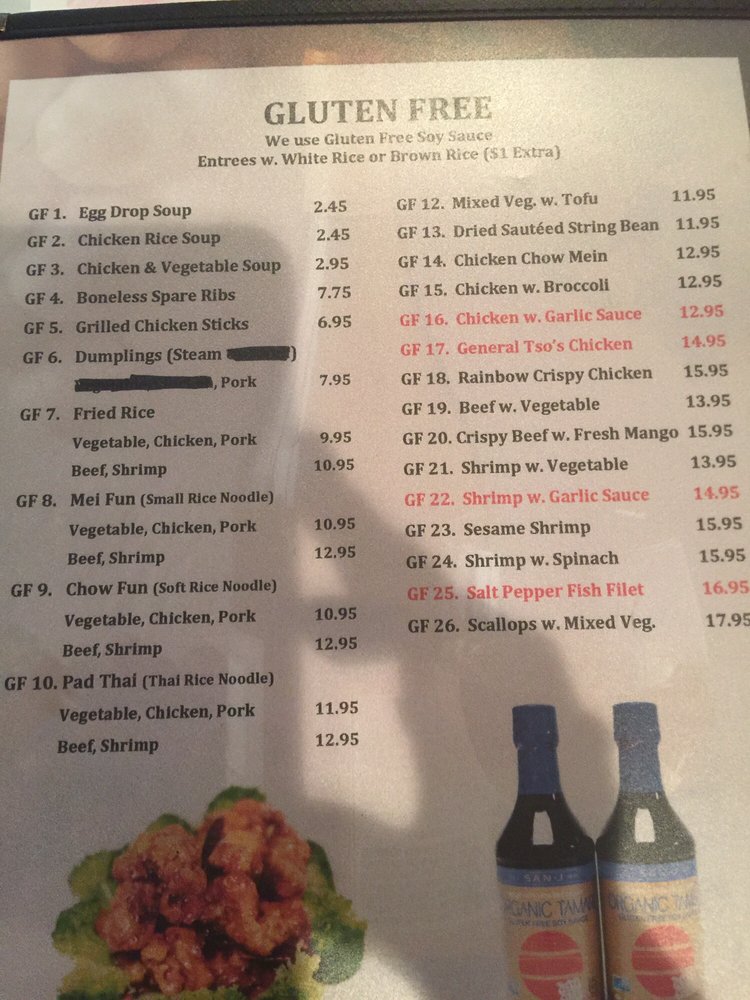 GLUTEN FREE
We use Gluten Free Soy Sauce
Entrees w. White Rice or Brown Rice ($1 Extra)
GF 1. Egg Drop Soup 2.45
GF 2. Chicken Rice Soup 2.45
GF 3. Chicken & Vegetable Soup 2.95
GF 4. Boneless Spare Ribs 7.75
GF 5. Grilled Chicken Sticks 6.95
GF 6. Dumplings (Steam )
, Pork 7.95
GF 7. Fried Rice
Vegetable, Chicken, Pork 9.95
Beef, Shrimp 10.95
GF 8. Mei Fun (Small Rice Noodle)
Vegetable, Chicken, Pork 10.95
Beef, Shrimp 12.95
GF 9. Chow Fun (Soft Rice Noodle)
Vegetable, Chicken, Pork 10.95
Beef, Shrimp 12.95
GF 10. Pad Thai (Thai Rice Noodle)
Vegetable, Chicken, Pork 11.95
Beef, Shrimp 12.95
GF 12. Mixed Veg. w. Tofu 11.95
GF 13. Dried Sautéed String Bean 11.95
GF 14. Chicken Chow Mein 12.95
GF 15. Chicken w. Broccoli 12.95
GF 16. Chicken w. Garlic Sauce 12.95
GF 17. General Tso's Chicken 14.95
GF 18. Rainbow Crispy Chicken 15.95
GF 19. Beef w. Vegetable 13.95
GF 20. Crispy Beef w. Fresh Mango 15.95
GF 21. Shrimp w. Vegetable 13.95
GF 22. Shrimp w. Garlic Sauce 14.95
GF 23. Sesame Shrimp 15.95
GF 24. Shrimp w. Spinach 15.95
GF 25. Salt Pepper Fish Filet 16.95
GF 26. Scallops w. Mixed Veg. 17.95
SAN-J
ORGANIC TAMA
GLUTEN FREE SOY SAUCE
ORGANIC TAMA
GLUTEN FREE SOY